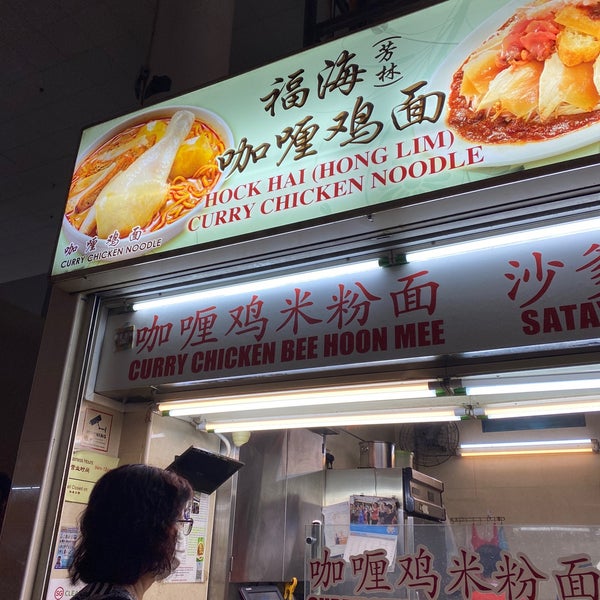 福海(芳林)
咖喱鸡面
HOCK HAI (HONG LIM)
CURRY CHICKEN NOODLE
咖喱鸡面
CURRY CHICKEN NOODLE
咖喱鸡米粉面
CURRY CHICKEN BEE HOON MEE
沙爹
SATA
咖喱鸡米粉面